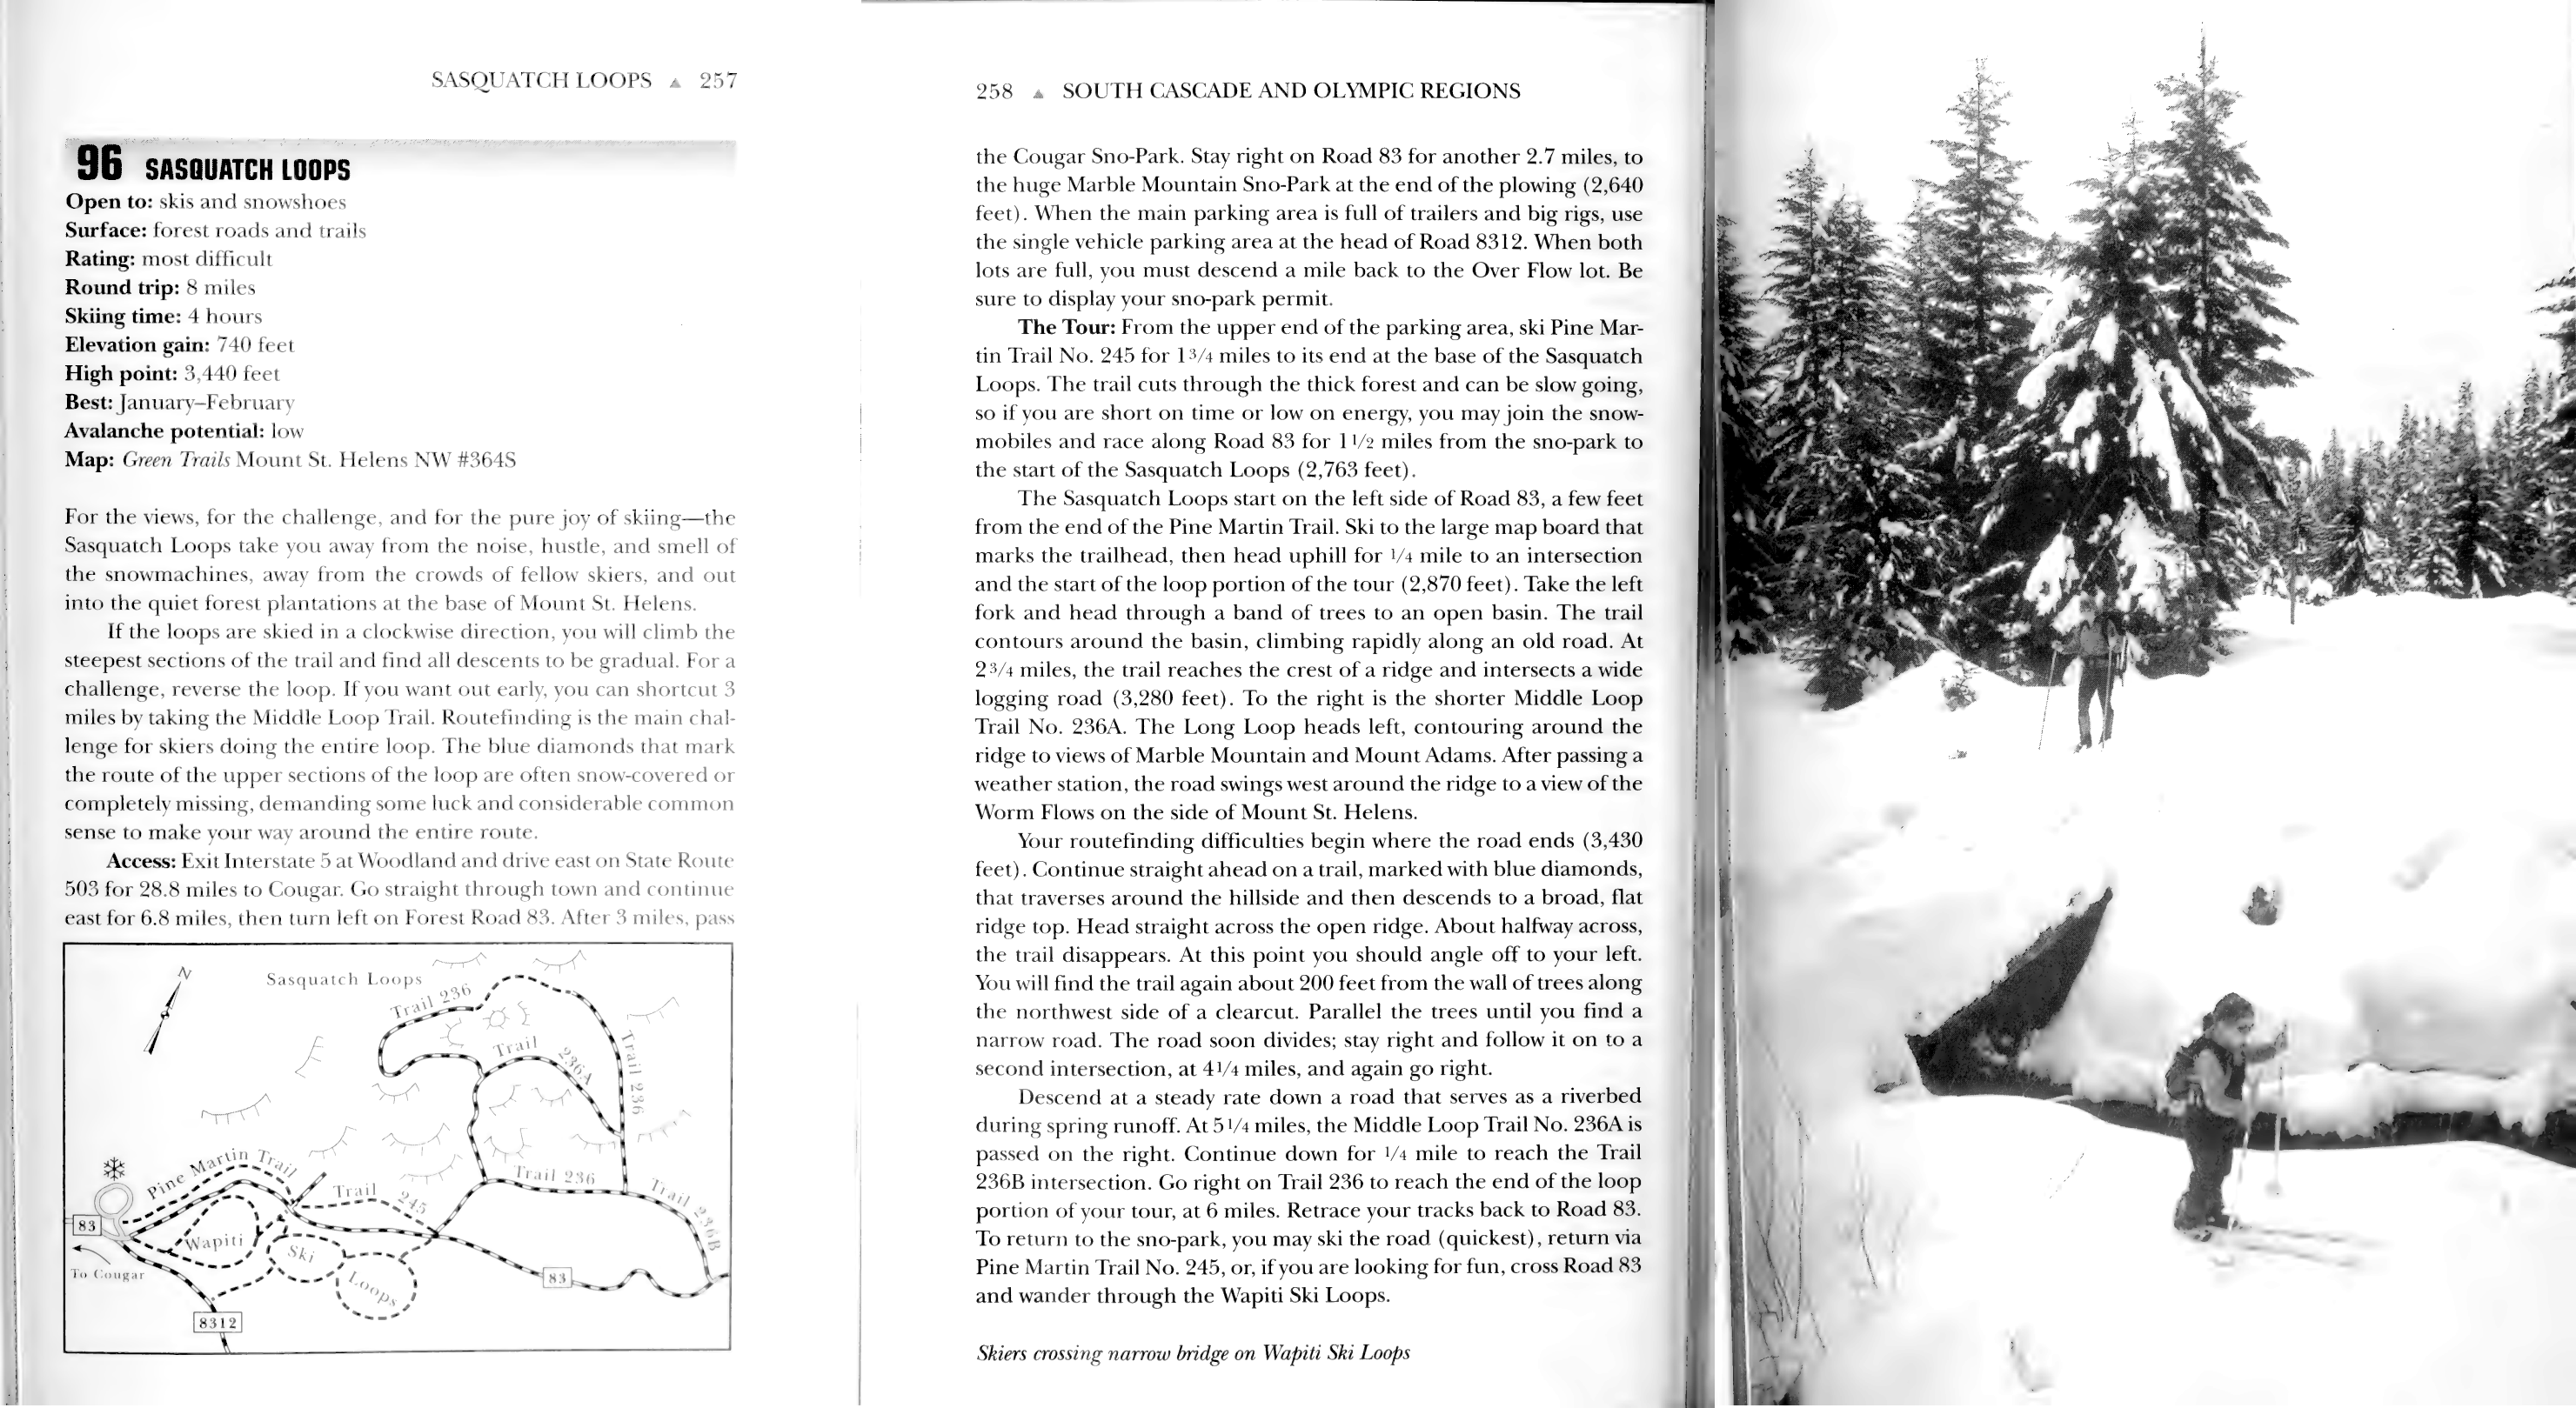 SASQUATCH LOOPS ▲ 257
96 SASQUATCH LOOPS
Open to: skis and snowshoes
Surface: forest roads and trails
Rating: most difficult
Round trip: 8 miles
Skiing time: 4 hours
Elevation gain: 740 feet
High point: 3,440 feet
Best: January–February
Avalanche potential: low
Map: Green Trails Mount St. Helens NW #364S
For the views, for the challenge, and for the pure joy of skiing—the
Sasquatch Loops take you away from the noise, hustle, and smell of
the snowmachines, away from the crowds of fellow skiers, and out
into the quiet forest plantations at the base of Mount St. Helens.
If the loops are skied in a clockwise direction, you will climb the
steepest sections of the trail and find all descents to be gradual. For a
challenge, reverse the loop. If you want out early, you can shortcut 3
miles by taking the Middle Loop Trail. Routefinding is the main chal-
lenge for skiers doing the entire loop. The blue diamonds that mark
the route of the upper sections of the loop are often snow-covered or
completely missing, demanding some luck and considerable common
sense to make your way around the entire route.
Access: Exit Interstate 5 at Woodland and drive east on State Route
503 for 28.8 miles to Cougar. Go straight through town and continue
east for 6.8 miles, then turn left on Forest Road 83. After 3 miles, pass
N
Sasquatch Loops
Trail 236
Trail 236A
Trail 236
Pine Martin Trail
Trail 245
Trail 236
Trail 236B
83
Wapiti
Ski
Loops
To Cougar
83
8312
258 ▲ SOUTH CASCADE AND OLYMPIC REGIONS
the Cougar Sno-Park. Stay right on Road 83 for another 2.7 miles, to
the huge Marble Mountain Sno-Park at the end of the plowing (2,640
feet). When the main parking area is full of trailers and big rigs, use
the single vehicle parking area at the head of Road 8312. When both
lots are full, you must descend a mile back to the Over Flow lot. Be
sure to display your sno-park permit.
The Tour: From the upper end of the parking area, ski Pine Mar-
tin Trail No. 245 for 1 3/4 miles to its end at the base of the Sasquatch
Loops. The trail cuts through the thick forest and can be slow going,
so if you are short on time or low on energy, you may join the snow-
mobiles and race along Road 83 for 1 1/2 miles from the sno-park to
the start of the Sasquatch Loops (2,763 feet).
The Sasquatch Loops start on the left side of Road 83, a few feet
from the end of the Pine Martin Trail. Ski to the large map board that
marks the trailhead, then head uphill for 1/4 mile to an intersection
and the start of the loop portion of the tour (2,870 feet). Take the left
fork and head through a band of trees to an open basin. The trail
contours around the basin, climbing rapidly along an old road. At
2 3/4 miles, the trail reaches the crest of a ridge and intersects a wide
logging road (3,280 feet). To the right is the shorter Middle Loop
Trail No. 236A. The Long Loop heads left, contouring around the
ridge to views of Marble Mountain and Mount Adams. After passing a
weather station, the road swings west around the ridge to a view of the
Worm Flows on the side of Mount St. Helens.
Your routefinding difficulties begin where the road ends (3,430
feet). Continue straight ahead on a trail, marked with blue diamonds,
that traverses around the hillside and then descends to a broad, flat
ridge top. Head straight across the open ridge. About halfway across,
the trail disappears. At this point you should angle off to your left.
You will find the trail again about 200 feet from the wall of trees along
the northwest side of a clearcut. Parallel the trees until you find a
narrow road. The road soon divides; stay right and follow it on to a
second intersection, at 4 1/4 miles, and again go right.
Descend at a steady rate down a road that serves as a riverbed
during spring runoff. At 5 1/4 miles, the Middle Loop Trail No. 236A is
passed on the right. Continue down for 1/4 mile to reach the Trail
236B intersection. Go right on Trail 236 to reach the end of the loop
portion of your tour, at 6 miles. Retrace your tracks back to Road 83.
To return to the sno-park, you may ski the road (quickest), return via
Pine Martin Trail No. 245, or, if you are looking for fun, cross Road 83
and wander through the Wapiti Ski Loops.
Skiers crossing narrow bridge on Wapiti Ski Loops